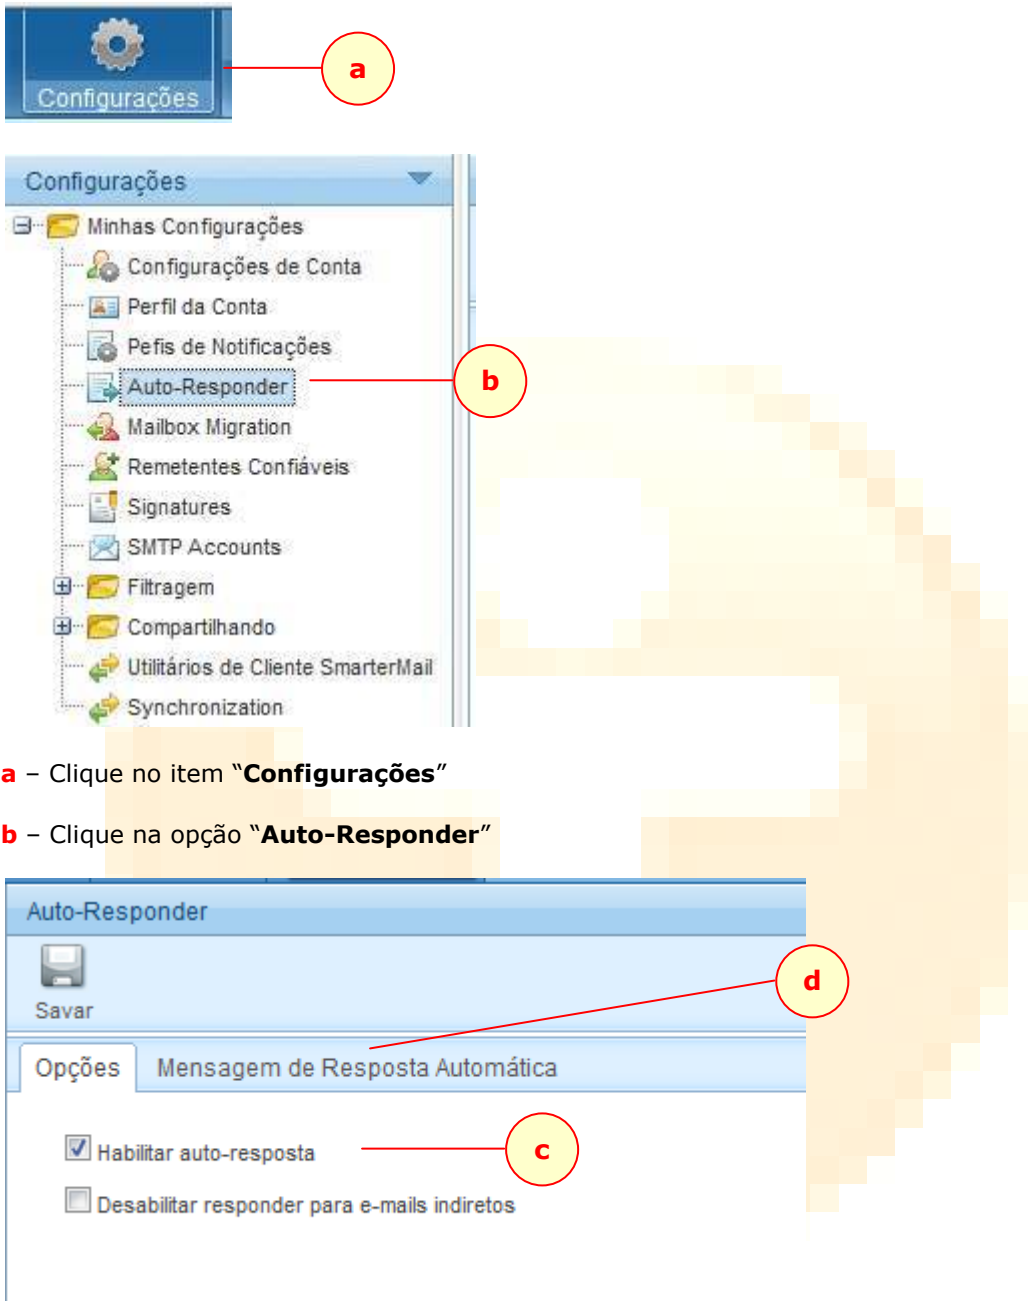 Configurações
a
Configurações
Minhas Configurações
Configurações de Conta
Perfil da Conta
Pefis de Notificações
Auto-Responder
b
Mailbox Migration
Remetentes Confiáveis
Signatures
SMTP Accounts
Filtragem
Compartilhando
Utilitários de Cliente SmarterMail
Synchronization
a – Clique no item “Configurações”
b – Clique na opção “Auto-Responder”
Auto-Responder
Savar
d
Opções Mensagem de Resposta Automática
Habilitar auto-resposta
c
Desabilitar responder para e-mails indiretos